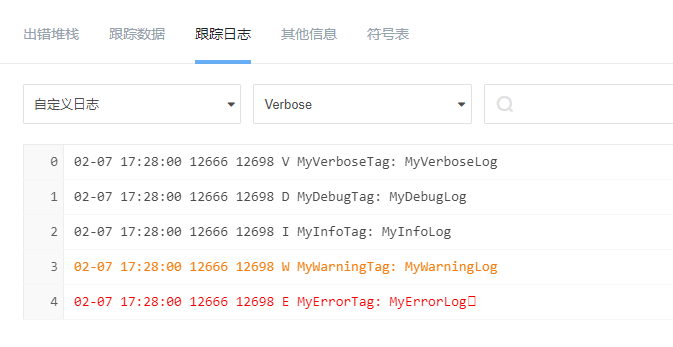 出错堆栈 跟踪数据 跟踪日志 其他信息 符号表
自定义日志 Verbose
0 02-07 17:28:00 12666 12698 V MyVerboseTag: MyVerboseLog
1 02-07 17:28:00 12666 12698 D MyDebugTag: MyDebugLog
2 02-07 17:28:00 12666 12698 I MyInfoTag: MyInfoLog
3 02-07 17:28:00 12666 12698 W MyWarningTag: MyWarningLog
4 02-07 17:28:00 12666 12698 E MyErrorTag: MyErrorLog